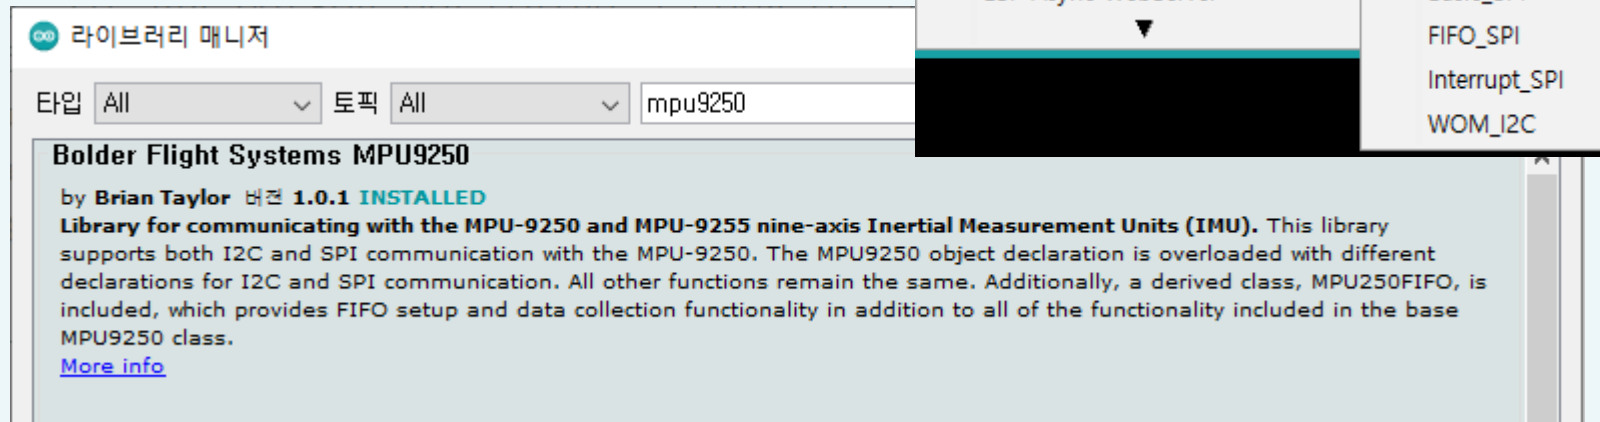 라이브러리 매니저
타입 All 토픽 All mpu9250
Bolder Flight Systems MPU9250
by Brian Taylor 버전 1.0.1 INSTALLED
Library for communicating with the MPU-9250 and MPU-9255 nine-axis Inertial Measurement Units (IMU). This library
supports both I2C and SPI communication with the MPU-9250. The MPU9250 object declaration is overloaded with different
declarations for I2C and SPI communication. All other functions remain the same. Additionally, a derived class, MPU250FIFO, is
included, which provides FIFO setup and data collection functionality in addition to all of the functionality included in the base
MPU9250 class.
More info
FIFO_SPI
Interrupt_SPI
WOM_I2C